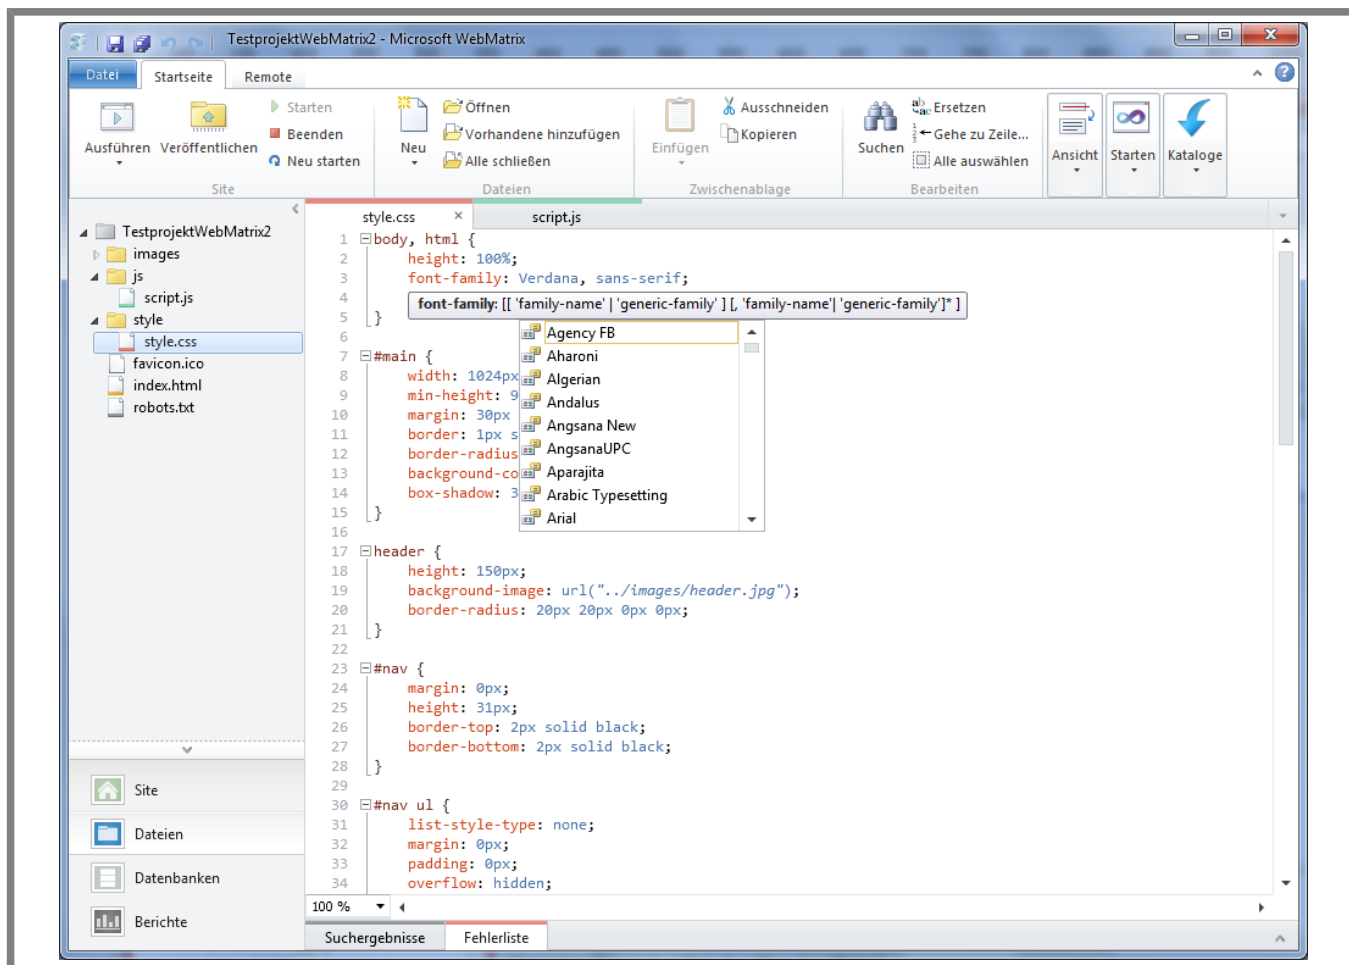 TestprojektWebMatrix2 - Microsoft WebMatrix
Datei Startseite Remote
Ausführen Veröffentlichen
Starten
Beenden
Neu starten
Site
Neu
Öffnen
Vorhandene hinzufügen
Alle schließen
Dateien
Einfügen
Ausschneiden
Kopieren
Zwischenablage
Suchen
Ersetzen
Gehe zu Zeile...
Alle auswählen
Bearbeiten
Ansicht Starten Kataloge
TestprojektWebMatrix2
images
js
script.js
style
style.css
favicon.ico
index.html
robots.txt
Site
Dateien
Datenbanken
Berichte
style.css × script.js
1 body, html {
2 height: 100%;
3 font-family: Verdana, sans-serif;
4
font-family: [[ 'family-name' | 'generic-family' ] [, 'family-name'| 'generic-family']* ]
5 }
6
7 #main {
8 width: 1024px
9 min-height: 9
10 margin: 30px
11 border: 1px s
12 border-radius
13 background-co
14 box-shadow: 3
15 }
Agency FB
Aharoni
Algerian
Andalus
Angsana New
AngsanaUPC
Aparajita
Arabic Typesetting
Arial
16
17 header {
18 height: 150px;
19 background-image: url("../images/header.jpg");
20 border-radius: 20px 20px 0px 0px;
21 }
22
23 #nav {
24 margin: 0px;
25 height: 31px;
26 border-top: 2px solid black;
27 border-bottom: 2px solid black;
28 }
29
30 #nav ul {
31 list-style-type: none;
32 margin: 0px;
33 padding: 0px;
34 overflow: hidden;
100 %
Suchergebnisse Fehlerliste